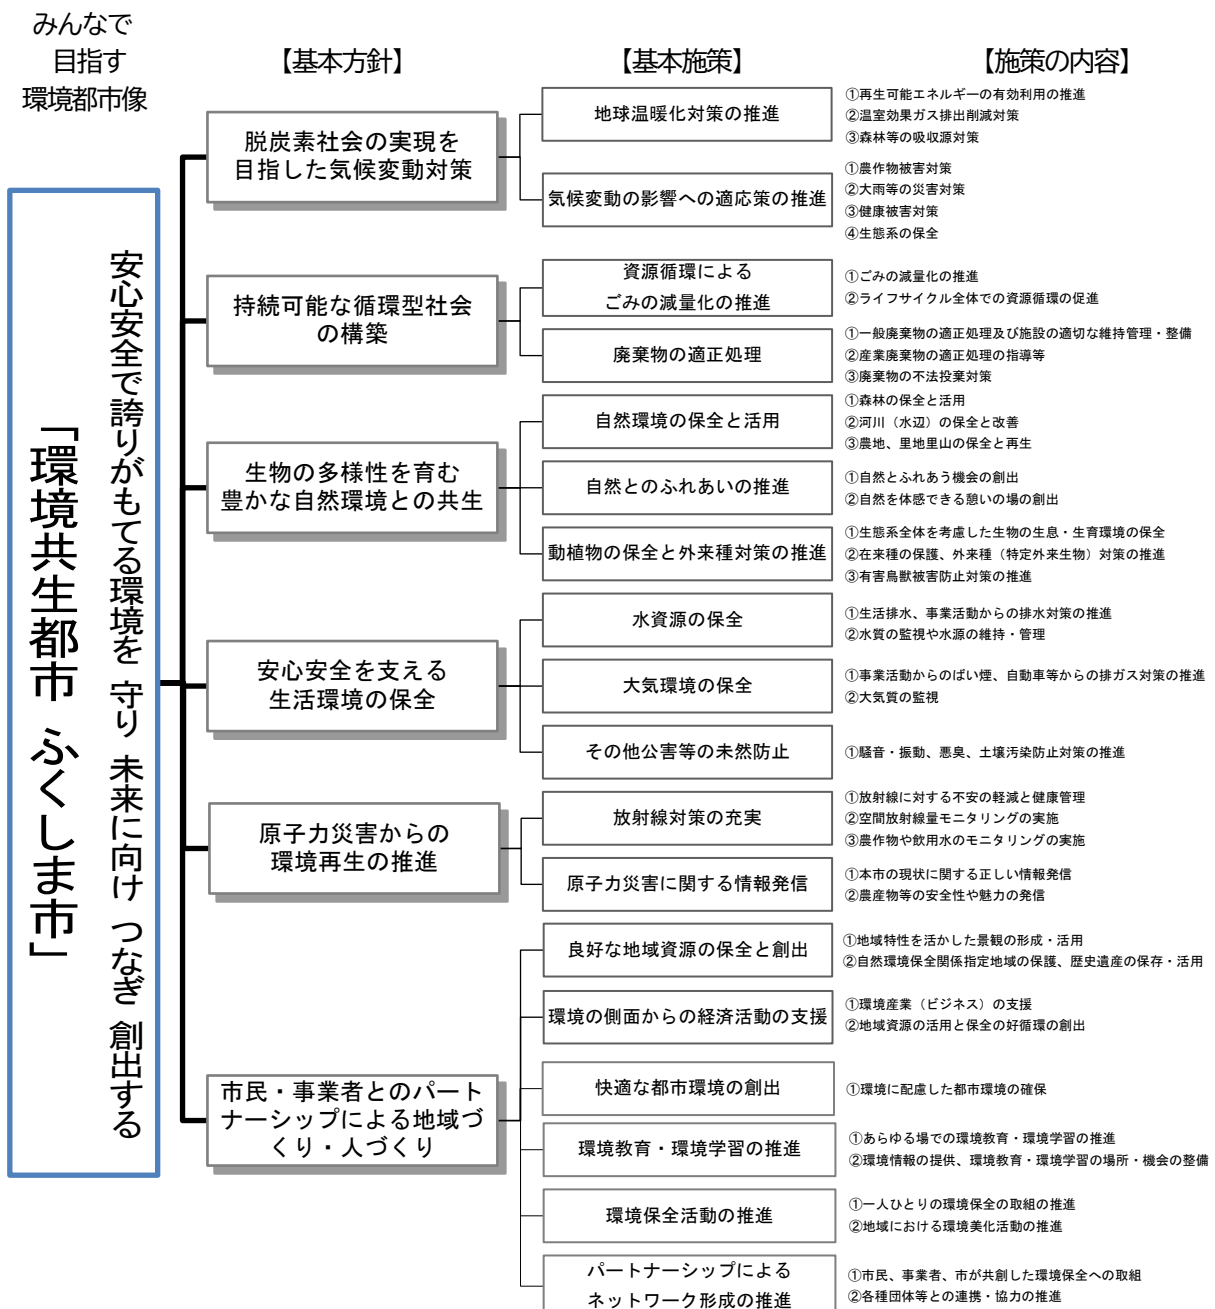 みんなで
目指す
環境都市像
【基本方針】
【基本施策】
【施策の内容】
安心安全で誇りがもてる環境を 守り 未来に向け つなぎ 創出する
「環境共生都市 ふくしま市」
脱炭素社会の実現を
目指した気候変動対策
地球温暖化対策の推進
①再生可能エネルギーの有効利用の推進
②温室効果ガス排出削減対策
③森林等の吸収源対策
気候変動の影響への適応策の推進
①農作物被害対策
②大雨等の災害対策
③健康被害対策
④生態系の保全
持続可能な循環型社会
の構築
資源循環による
ごみの減量化の推進
①ごみの減量化の推進
②ライフサイクル全体での資源循環の促進
廃棄物の適正処理
①一般廃棄物の適正処理及び施設の適切な維持管理・整備
②産業廃棄物の適正処理の指導等
③廃棄物の不法投棄対策
生物の多様性を育む
豊かな自然環境との共生
自然環境の保全と活用
①森林の保全と活用
②河川（水辺）の保全と改善
③農地、里地里山の保全と再生
自然とのふれあいの推進
①自然とふれあう機会の創出
②自然を体感できる憩いの場の創出
動植物の保全と外来種対策の推進
①生態系全体を考慮した生物の生息・生育環境の保全
②在来種の保護、外来種（特定外来生物）対策の推進
③有害鳥獣被害防止対策の推進
安心安全を支える
生活環境の保全
水資源の保全
①生活排水、事業活動からの排水対策の推進
②水質の監視や水源の維持・管理
大気環境の保全
①事業活動からのばい煙、自動車等からの排ガス対策の推進
②大気質の監視
その他公害等の未然防止
①騒音・振動、悪臭、土壌汚染防止対策の推進
原子力災害からの
環境再生の推進
放射線対策の充実
①放射線に対する不安の軽減と健康管理
②空間放射線量モニタリングの実施
③農作物や飲用水のモニタリングの実施
原子力災害に関する情報発信
①本市の現状に関する正しい情報発信
②農産物等の安全性や魅力の発信
市民・事業者とのパート
ナーシップによる地域づ
くり・人づくり
良好な地域資源の保全と創出
①地域特性を活かした景観の形成・活用
②自然環境保全関係指定地域の保護、歴史遺産の保存・活用
環境の側面からの経済活動の支援
①環境産業（ビジネス）の支援
②地域資源の活用と保全の好循環の創出
快適な都市環境の創出
①環境に配慮した都市環境の確保
環境教育・環境学習の推進
①あらゆる場での環境教育・環境学習の推進
②環境情報の提供、環境教育・環境学習の場所・機会の整備
環境保全活動の推進
①一人ひとりの環境保全の取組の推進
②地域における環境美化活動の推進
パートナーシップによる
ネットワーク形成の推進
①市民、事業者、市が共創した環境保全への取組
②各種団体等との連携・協力の推進